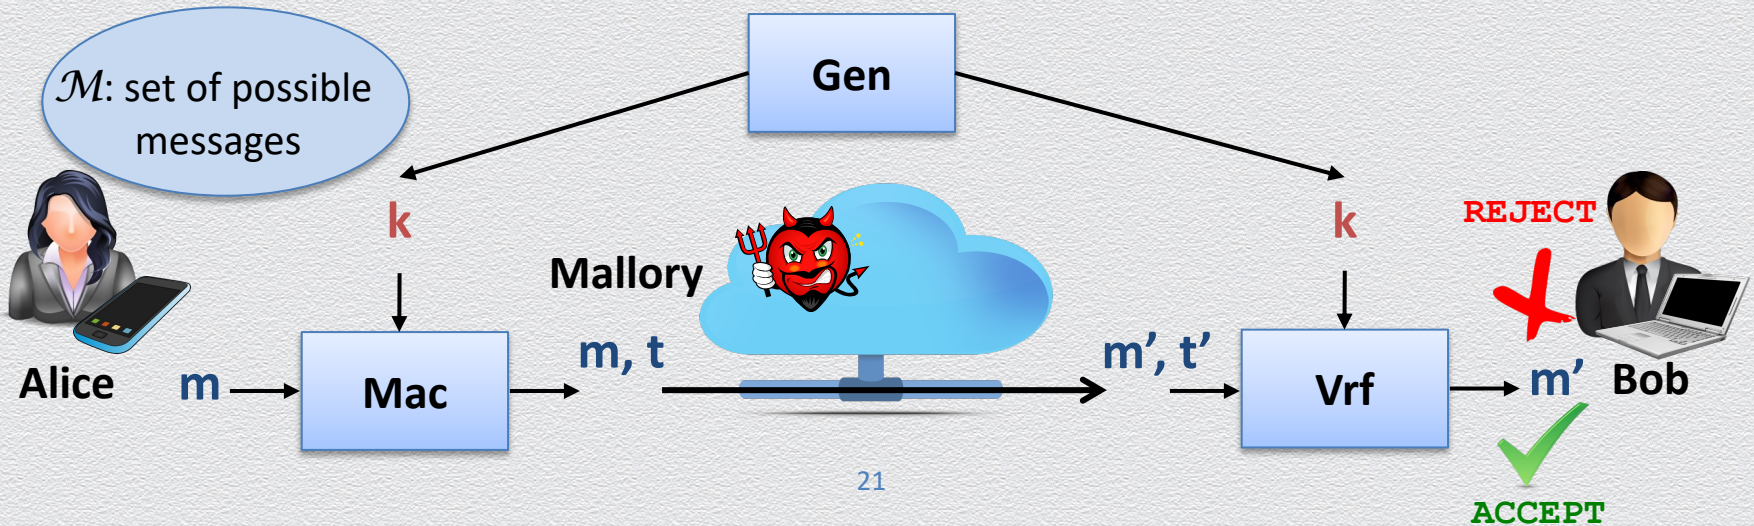 ℳ: set of possible
messages
Gen
k
k
REJECT
Mallory
Alice
m
Mac
m, t
m’, t’
Vrf
m’
Bob
21
ACCEPT